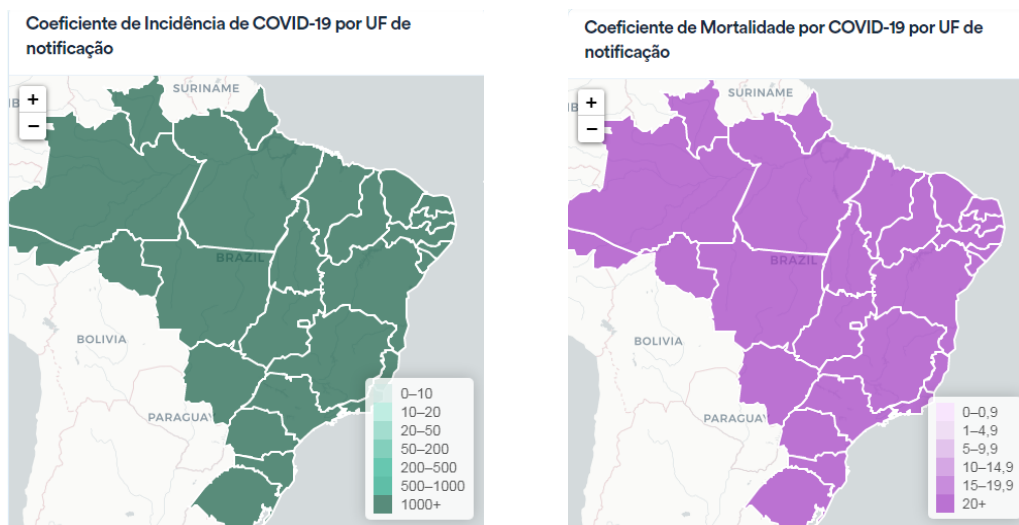 Coeficiente de Incidência de COVID-19 por UF de
notificação
+
−
SURINAME
BRAZIL
BOLIVIA
PARAGUAY
0–10
10–20
20–50
50–200
200–500
500–1000
1000+
Coeficiente de Mortalidade por COVID-19 por UF de
notificação
+
−
SURINAME
BRAZIL
BOLIVIA
PARAGUAY
0–0,9
1–4,9
5–9,9
10–14,9
15–19,9
20+